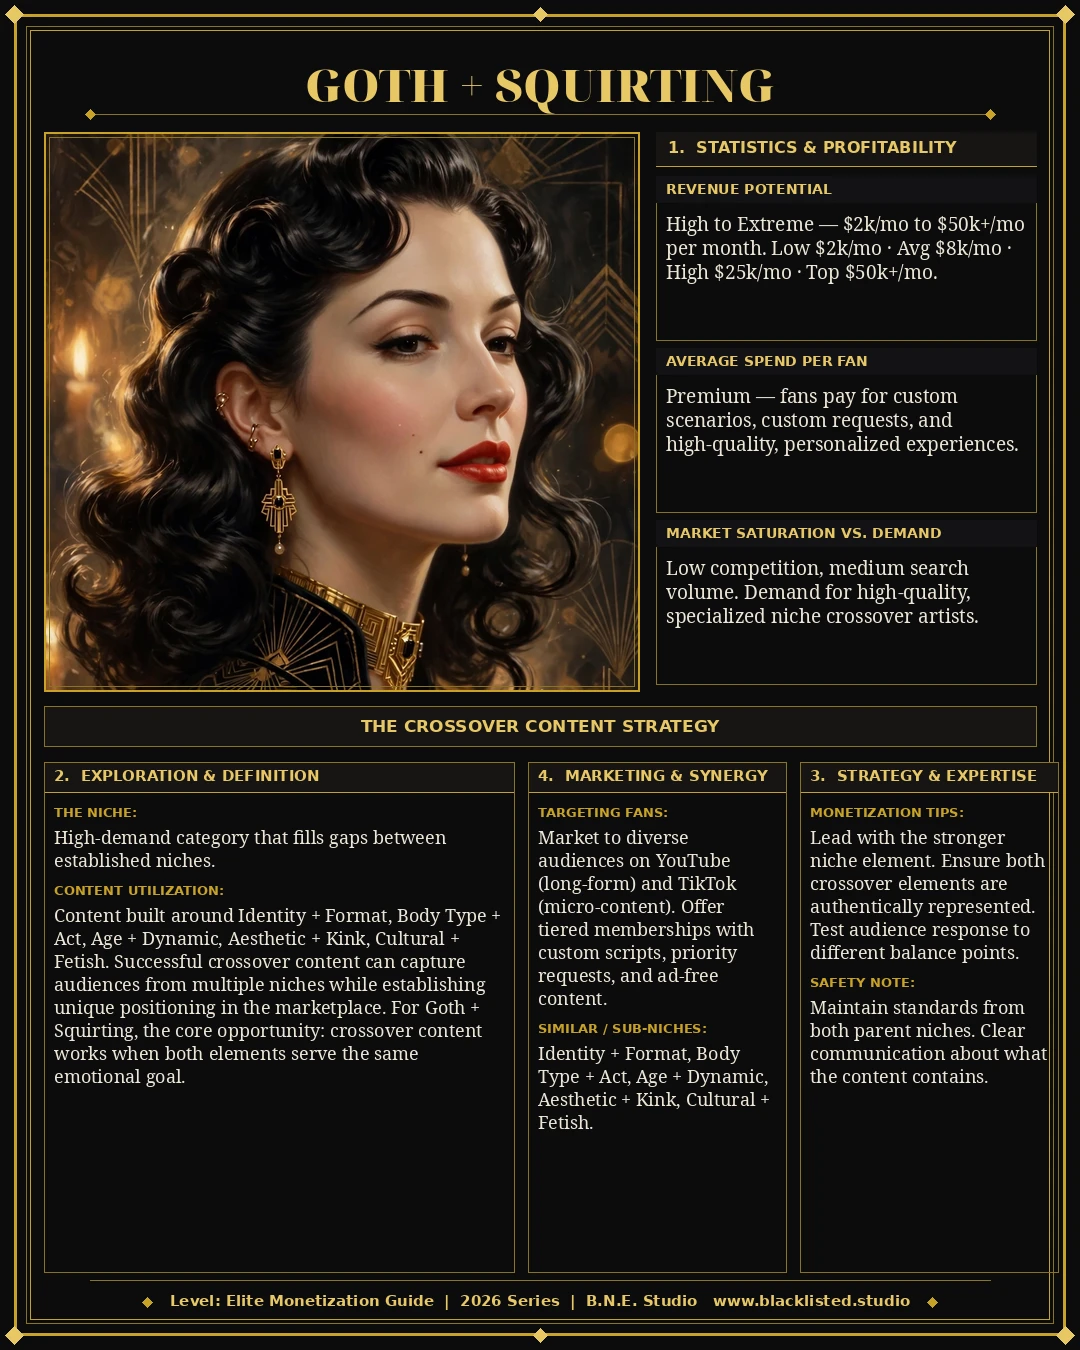 GOTH + SQUIRTING
1. STATISTICS & PROFITABILITY
REVENUE POTENTIAL
High to Extreme — $2k/mo to $50k+/mo
per month. Low $2k/mo · Avg $8k/mo ·
High $25k/mo · Top $50k+/mo.
AVERAGE SPEND PER FAN
Premium — fans pay for custom
scenarios, custom requests, and
high-quality, personalized experiences.
MARKET SATURATION VS. DEMAND
Low competition, medium search
volume. Demand for high-quality,
specialized niche crossover artists.
THE CROSSOVER CONTENT STRATEGY
2. EXPLORATION & DEFINITION
THE NICHE:
High-demand category that fills gaps between
established niches.
CONTENT UTILIZATION:
Content built around Identity + Format, Body Type +
Act, Age + Dynamic, Aesthetic + Kink, Cultural +
Fetish. Successful crossover content can capture
audiences from multiple niches while establishing
unique positioning in the marketplace. For Goth +
Squirting, the core opportunity: crossover content
works when both elements serve the same
emotional goal.
4. MARKETING & SYNERGY
TARGETING FANS:
Market to diverse
audiences on YouTube
(long-form) and TikTok
(micro-content). Offer
tiered memberships with
custom scripts, priority
requests, and ad-free
content.
SIMILAR / SUB-NICHES:
Identity + Format, Body
Type + Act, Age + Dynamic,
Aesthetic + Kink, Cultural +
Fetish.
3. STRATEGY & EXPERTISE
MONETIZATION TIPS:
Lead with the stronger
niche element. Ensure both
crossover elements are
authentically represented.
Test audience response to
different balance points.
SAFETY NOTE:
Maintain standards from
both parent niches. Clear
communication about what
the content contains.
Level: Elite Monetization Guide | 2026 Series | B.N.E. Studio www.blacklisted.studio